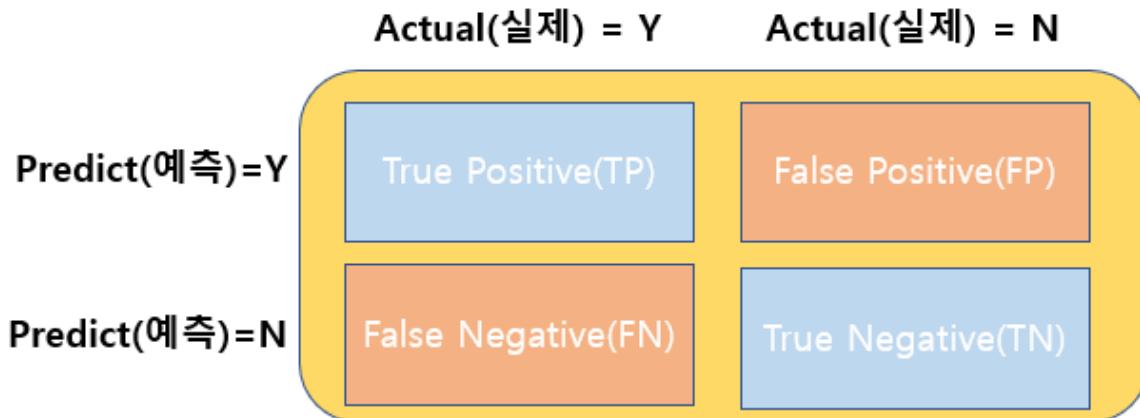 Actual(실제) = Y Actual(실제) = N
Predict(예측)=Y True Positive(TP) False Positive(FP)
Predict(예측)=N False Negative(FN) True Negative(TN)